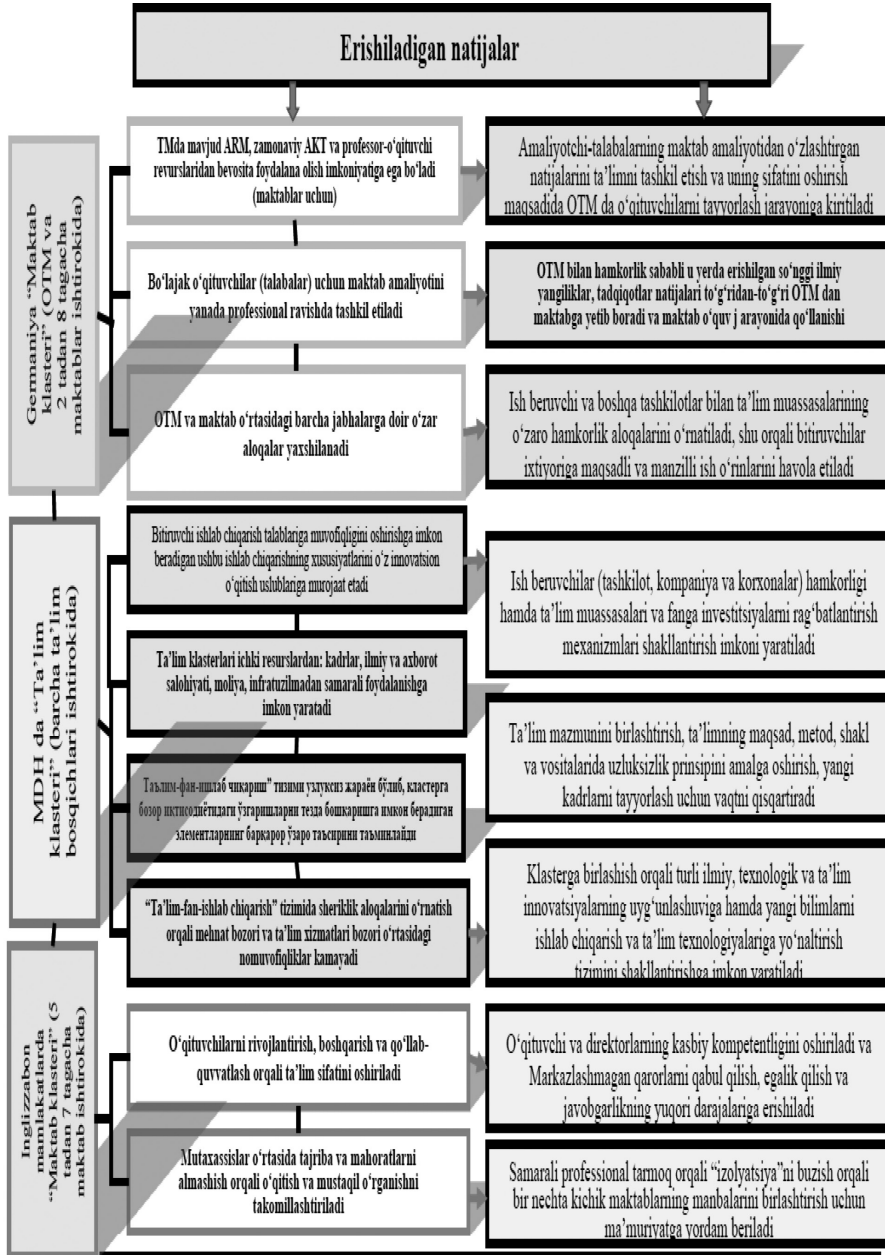 Erishiladigan natijalar
Germaniya “Maktab
klasteri” (OTM va
2 tadan 8 tagacha
maktablar ishtirokida)
TMda mavjud ARM, zamonaviy AKT va professor-o‘qituvchi
revurslaridan bevosita foydalana olish imkoniyatiga ega bo‘ladi
(maktablar uchun)
Amaliyotchi-talabalarning maktab amaliyotidan o‘zlashtirgan
natijalarini ta’limni tashkil etish va uning sifatini oshirish
maqsadida OTM da o‘qituvchilarni tayyorlash jarayoniga kiritiladi
Bo‘lajak o‘qituvchilar (talabalar) uchun maktab amaliyotini
yanada professional ravishda tashkil etiladi
OTM bilan hamkorlik sababli u yerda erishilgan so‘nggi ilmiy
yangiliklar, tadqiqotlar natijalari to‘g‘ridan-to‘g‘ri OTM dan
maktabga yetib boradi va maktab o‘quv j arayonida qo‘llanishi
OTM va maktab o‘rtasidagi barcha jabhalarga doir o‘zar
aloqalar yaxshilanadi
Ish beruvchi va boshqa tashkilotlar bilan ta’lim muassasalarining
o‘zaro hamkorlik aloqalarini o‘rnatiladi, shu orqali bitiruvchilar
ixtiyoriga maqsadli va manzilli ish o‘rinlarini havola etiladi
MDH da “Ta’lim
klasteri” (barcha ta’lim
bosqichlari ishtirokida)
Bitiruvchi ishlab chiqarish talablariga muvofiqligini oshirishga imkon
beradigan ushbu ishlab chiqarishning xususiyatlarini o‘z innovatsion
o‘qitish uslublariga murojaat etadi
Ish beruvchilar (tashkilot, kompaniya va korxonalar) hamkorligi
hamda ta’lim muassasalari va fanga investitsiyalarni rag‘batlantirish
mexanizmlari shakllantirish imkoni yaratiladi
Ta’lim klasterlari ichki resurslardan: kadrlar, ilmiy va axborot
salohiyati, moliya, infratuzilmadan samarali foydalanishga
imkon yaratadi
Ta’lim mazmunini birlashtirish, ta’limning maqsad, metod, shakl
va vositalarida uzluksizlik prinsipini amalga oshirish, yangi
kadrlarni tayyorlash uchun vaqtni qisqartiradi
Таълим-фан-ишлаб чикариш” тизими узлуксиз жараён бўлиб, кластерга
бозор иктисодиётидаги ўзгаришларни тезда бошкаришга имкон берадиган
элементларнинг баркарор ўзаро таъсирини таъминлайди
“Ta’lim-fan-ishlab chiqarish” tizimida sheriklik aloqalarini o‘rnatish
orqali mehnat bozori va ta’lim xizmatlari bozori o‘rtasidagi
nomuvofiqliklar kamayadi
Klasterga birlashish orqali turli ilmiy, texnologik va ta’lim
innovatsiyalarning uyg‘unlashuviga hamda yangi bilimlarni
ishlab chiqarish va ta’lim texnologiyalariga yo‘naltirish
tizimini shakllantirishga imkon yaratiladi
Inglizzabon
mamlakatlarda
“Maktab klasteri” (5
tadan 7 tagacha
maktab ishtirokida)
O‘qituvchilarni rivojlantirish, boshqarish va qo‘llab-
quvvatlash orqali ta’lim sifatini oshiriladi
O‘qituvchi va direktorlarning kasbiy kompetentligini oshiriladi va
Markazlashmagan qarorlarni qabul qilish, egalik qilish va
javobgarlikning yuqori darajalariga erishiladi
Mutaxassislar o‘rtasida tajriba va mahoratlarni
almashish orqali o‘qitish va mustaqil o‘rganishni
takomillashtiriladi
Samarali professional tarmoq orqali “izolyatsiya”ni buzish orqali
bir nechta kichik maktablarning manbalarini birlashtirish uchun
ma’muriyatga yordam beriladi